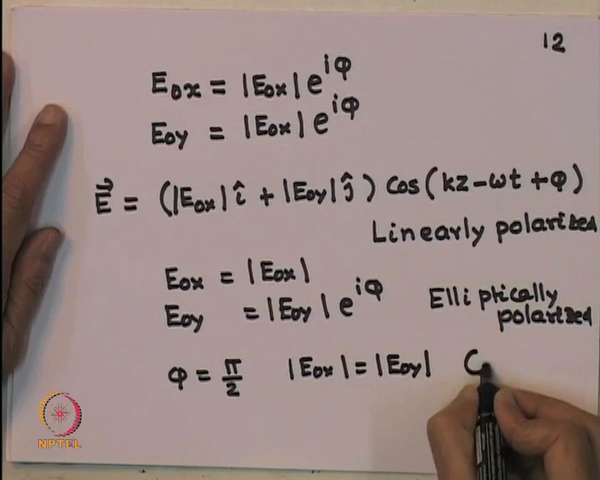 12
E₀ₓ = |E₀ₓ| e^{iφ}
E₀y = |E₀ₓ| e^{iφ}
E⃗ = (|E₀ₓ| î + |E₀y| ĵ) cos(kz - ωt + φ)
Linearly polarized
E₀ₓ = |E₀ₓ|
E₀y = |E₀y| e^{iφ} Elliptically
polarized
φ = π/2 |E₀ₓ| = |E₀y| C
NPTEL